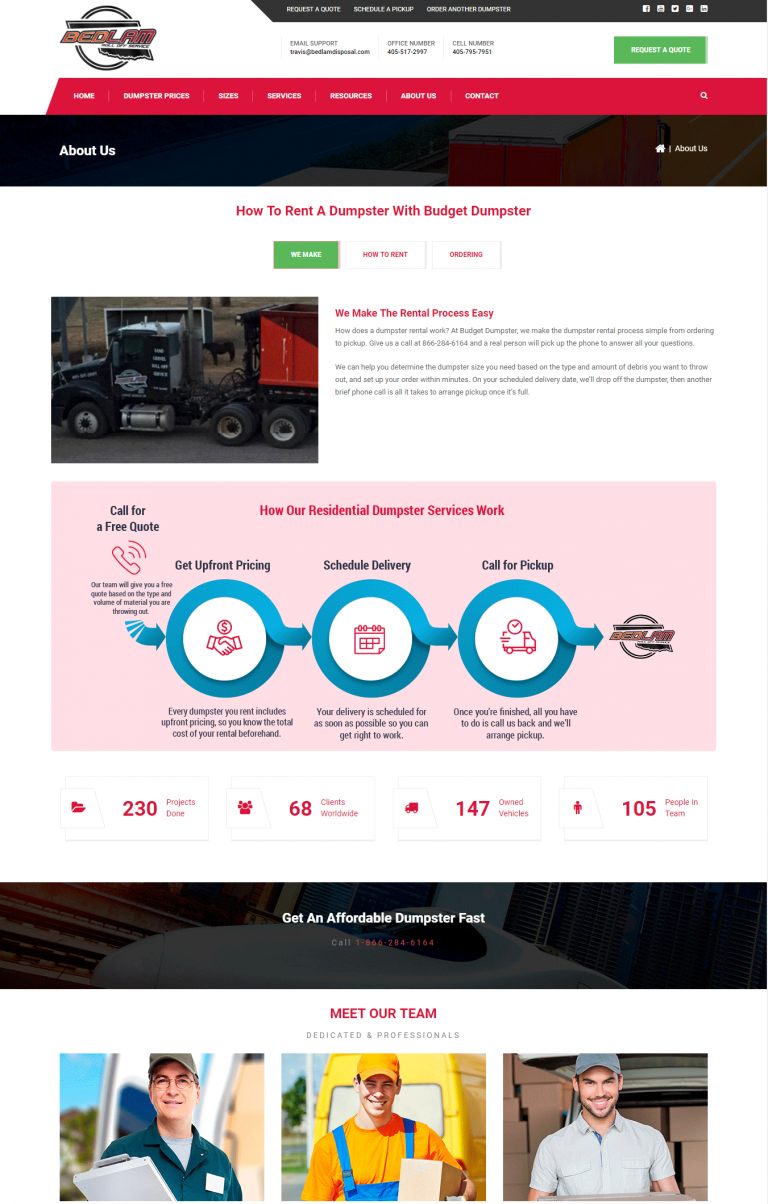 REQUEST A QUOTE SCHEDULE A PICKUP ORDER ANOTHER DUMPSTER
BEDLAM
ROLL OFF SERVICE
EMAIL SUPPORT
travis@bedlamdisposal.com
OFFICE NUMBER
405-517-2997
CELL NUMBER
405-795-7951
REQUEST A QUOTE
HOME DUMPSTER PRICES SIZES SERVICES RESOURCES ABOUT US CONTACT
About Us
| About Us
How To Rent A Dumpster With Budget Dumpster
WE MAKE HOW TO RENT ORDERING
We Make The Rental Process Easy
How does a dumpster rental work? At Budget Dumpster, we make the dumpster rental process simple from ordering
to pickup. Give us a call at 866-284-6164 and a real person will pick up the phone to answer all your questions.
We can help you determine the dumpster size you need based on the type and amount of debris you want to throw
out, and set up your order within minutes. On your scheduled delivery date, we'll drop off the dumpster, then another
brief phone call is all it takes to arrange pickup once it's full.
SAND
GRAVEL
ROLL OFF
SERVICE
How Our Residential Dumpster Services Work
Call for
a Free Quote
Our team will give you a free
quote based on the type and
volume of material you are
throwing out.
Get Upfront Pricing
Every dumpster you rent includes
upfront pricing, so you know the total
cost of your rental beforehand.
Schedule Delivery
Your delivery is scheduled for
as soon as possible so you can
get right to work.
Call for Pickup
Once you're finished, all you have
to do is call us back and we'll
arrange pickup.
BEDLAM
230 Projects
Done
68 Clients
Worldwide
147 Owned
Vehicles
105 People In
Team
Get An Affordable Dumpster Fast
Call 1-866-284-6164
MEET OUR TEAM
DEDICATED & PROFESSIONALS